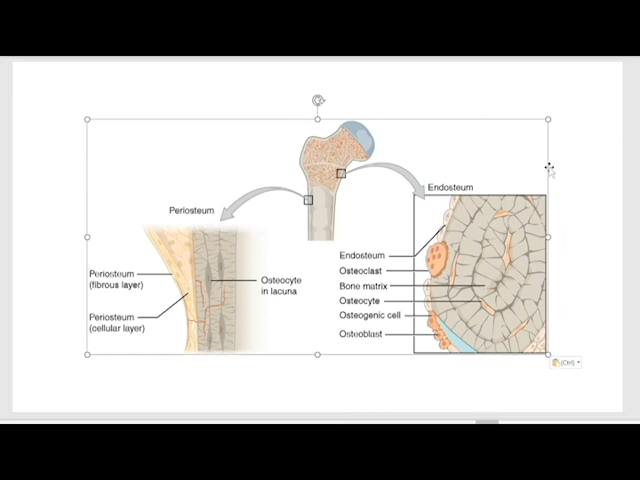 Endosteum
Periosteum
Periosteum
(fibrous layer)
Periosteum
(cellular layer)
Osteocyte
in lacuna
Endosteum
Osteoclast
Bone matrix
Osteocyte
Osteogenic cell
Osteoblast
(Ctrl)